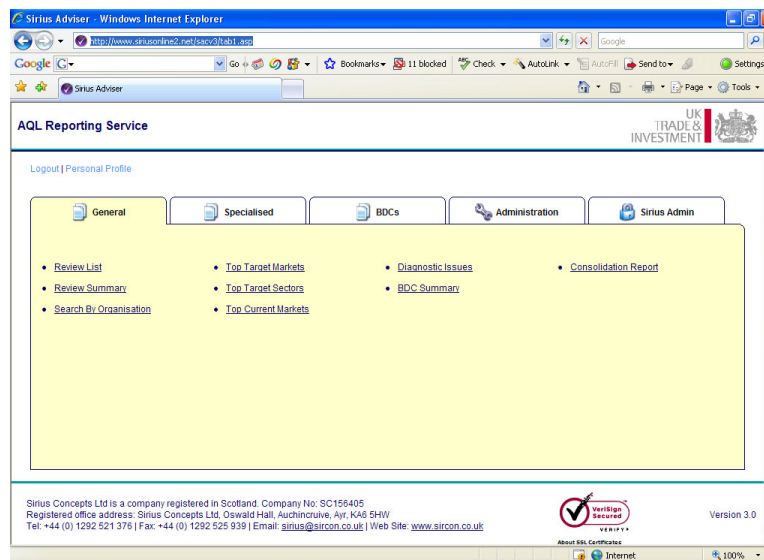 Sirius Adviser - Windows Internet Explorer
http://www.siriusonline2.net/sacv3/tab1.asp
Google
Google G Go Bookmarks 11 blocked ABC Check AutoLink AutoFill Send to Settings
Sirius Adviser Page Tools
AQL Reporting Service
UK
TRADE &
INVESTMENT
Logout | Personal Profile
General Specialised BDCs Administration Sirius Admin
Review List Top Target Markets Diagnostic Issues Consolidation Report
Review Summary Top Target Sectors BDC Summary
Search By Organisation Top Current Markets
Sirius Concepts Ltd is a company registered in Scotland. Company No: SC156405
Registered office address: Sirius Concepts Ltd, Oswald Hall, Auchincruive, Ayr, KA6 5HW
Tel: +44 (0) 1292 521 376 | Fax: +44 (0) 1292 525 939 | Email: sirius@sircon.co.uk | Web Site: www.sircon.co.uk
VeriSign
Secured
VERIFY
About SSL Certificates
Version 3.0
Internet 100%